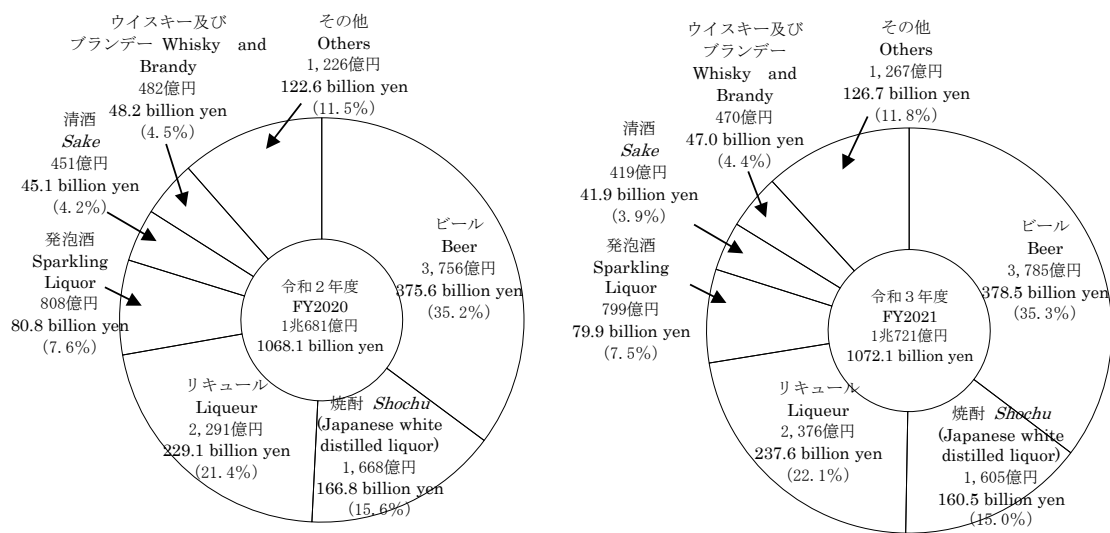 ウイスキー及び
ブランデー Whisky and
Brandy
482億円
48.2 billion yen
(4.5%)
その他
Others
1,226億円
122.6 billion yen
(11.5%)
清酒
Sake
451億円
45.1 billion yen
(4.2%)
発泡酒
Sparkling
Liquor
808億円
80.8 billion yen
(7.6%)
ビール
Beer
3,756億円
375.6 billion yen
(35.2%)
令和2年度
FY2020
1兆681億円
1068.1 billion yen
リキュール
Liqueur
2,291億円
229.1 billion yen
(21.4%)
焼酎 Shochu
(Japanese white
distilled liquor)
1,668億円
166.8 billion yen
(15.6%)
ウイスキー及び
ブランデー
Whisky and
Brandy
470億円
47.0 billion yen
(4.4%)
その他
Others
1,267億円
126.7 billion yen
(11.8%)
清酒
Sake
419億円
41.9 billion yen
(3.9%)
発泡酒
Sparkling
Liquor
799億円
79.9 billion yen
(7.5%)
ビール
Beer
3,785億円
378.5 billion yen
(35.3%)
令和3年度
FY2021
1兆721億円
1072.1 billion yen
リキュール
Liqueur
2,376億円
237.6 billion yen
(22.1%)
焼酎 Shochu
(Japanese white
distilled liquor)
1,605億円
160.5 billion yen
(15.0%)